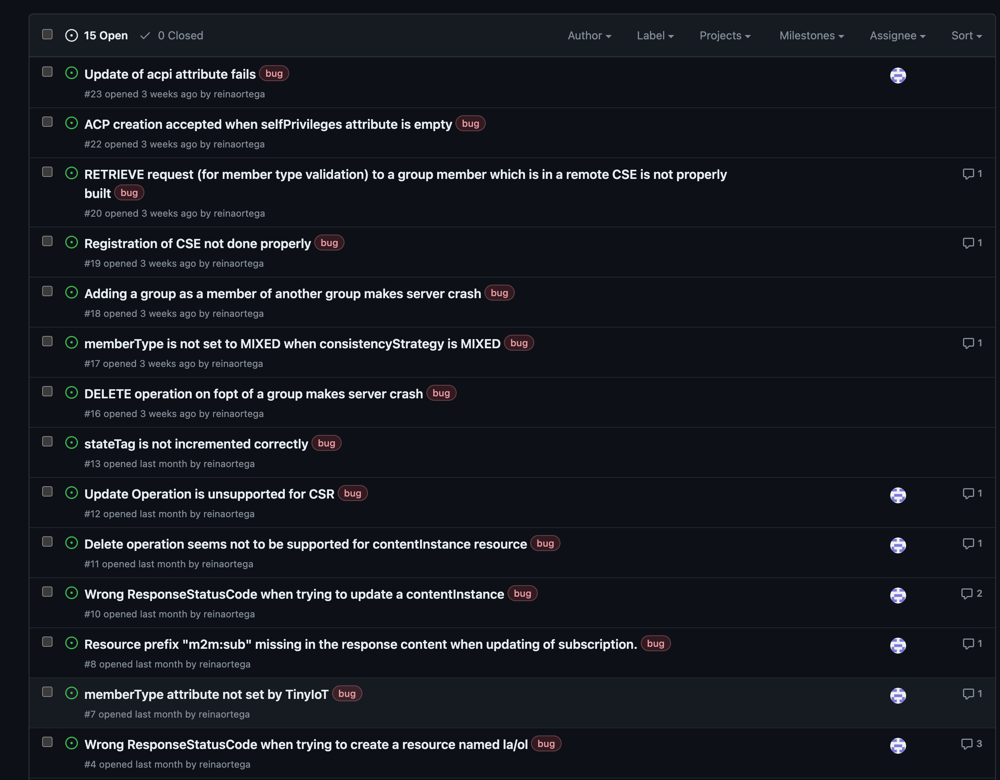 15 Open 0 Closed Author Label Projects Milestones Assignee Sort
Update of acpi attribute fails bug
#23 opened 3 weeks ago by reinaortega
ACP creation accepted when selfPrivileges attribute is empty bug
#22 opened 3 weeks ago by reinaortega
RETRIEVE request (for member type validation) to a group member which is in a remote CSE is not properly 1
built bug
#20 opened 3 weeks ago by reinaortega
Registration of CSE not done properly bug 1
#19 opened 3 weeks ago by reinaortega
Adding a group as a member of another group makes server crash bug
#18 opened 3 weeks ago by reinaortega
memberType is not set to MIXED when consistencyStrategy is MIXED bug 1
#17 opened 3 weeks ago by reinaortega
DELETE operation on fopt of a group makes server crash bug
#16 opened 3 weeks ago by reinaortega
stateTag is not incremented correctly bug
#13 opened last month by reinaortega
Update Operation is unsupported for CSR bug 1
#12 opened last month by reinaortega
Delete operation seems not to be supported for contentInstance resource bug 1
#11 opened last month by reinaortega
Wrong ResponseStatusCode when trying to update a contentInstance bug 2
#10 opened last month by reinaortega
Resource prefix "m2m:sub" missing in the response content when updating of subscription. bug 1
#8 opened last month by reinaortega
memberType attribute not set by TinyIoT bug 1
#7 opened last month by reinaortega
Wrong ResponseStatusCode when trying to create a resource named la/ol bug 3
#4 opened last month by reinaortega